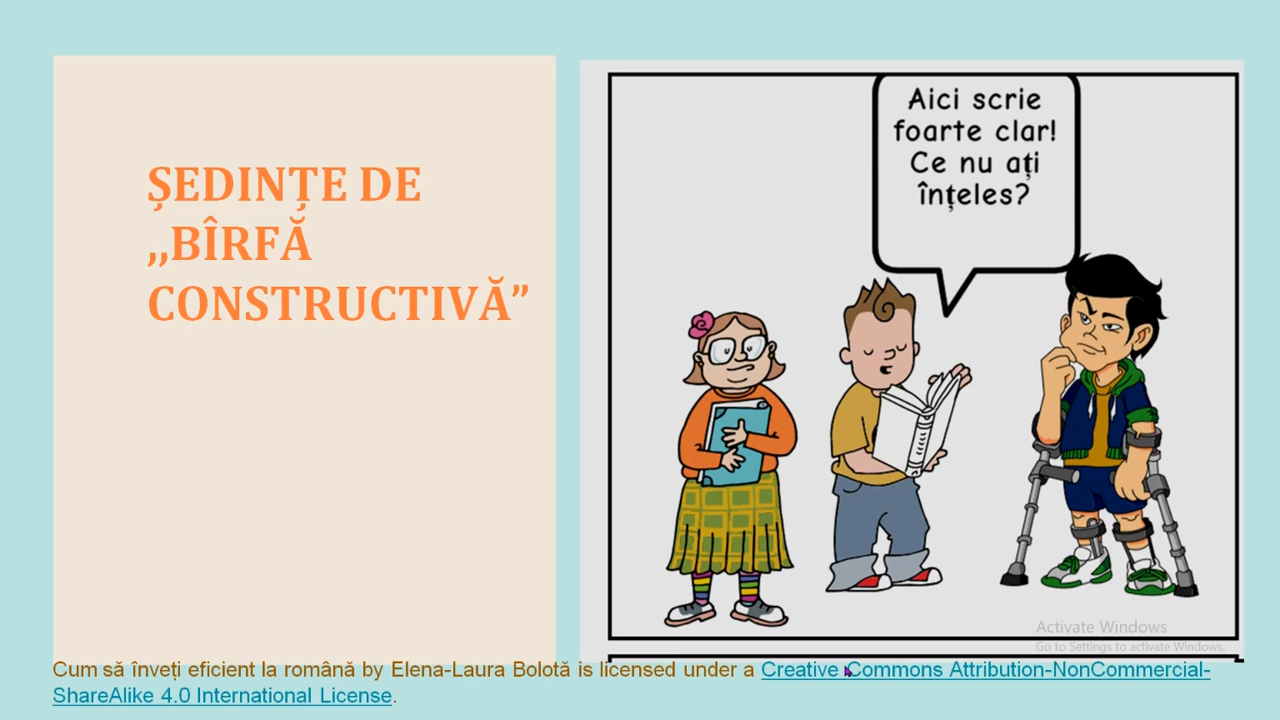 ȘEDINȚE DE
,,BÎRFĂ
CONSTRUCTIVĂ”
Aici scrie
foarte clar!
Ce nu ați
înțeles?
Activate Windows
Go to Settings to activate Windows.
Cum să înveți eficient la română by Elena-Laura Bolotă is licensed under a Creative Commons Attribution-NonCommercial-
ShareAlike 4.0 International License.